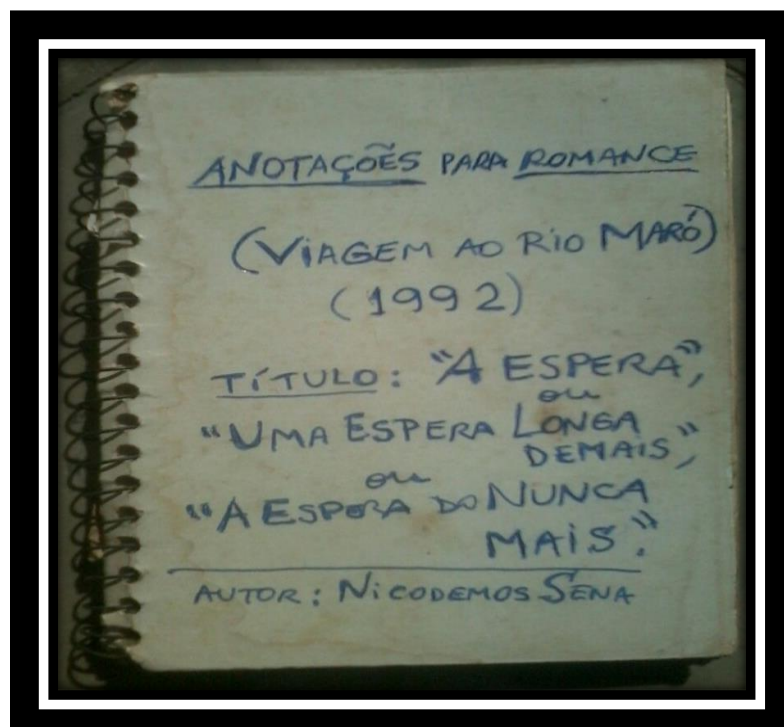 ANOTAÇÕES PARA ROMANCE
(VIAGEM AO RIO MARÓ)
(1992)
TÍTULO: "A ESPERA",
ou
"UMA ESPERA LONGA
DEMAIS",
ou
"A ESPERA DO NUNCA
MAIS".
AUTOR: NICODEMOS SENA